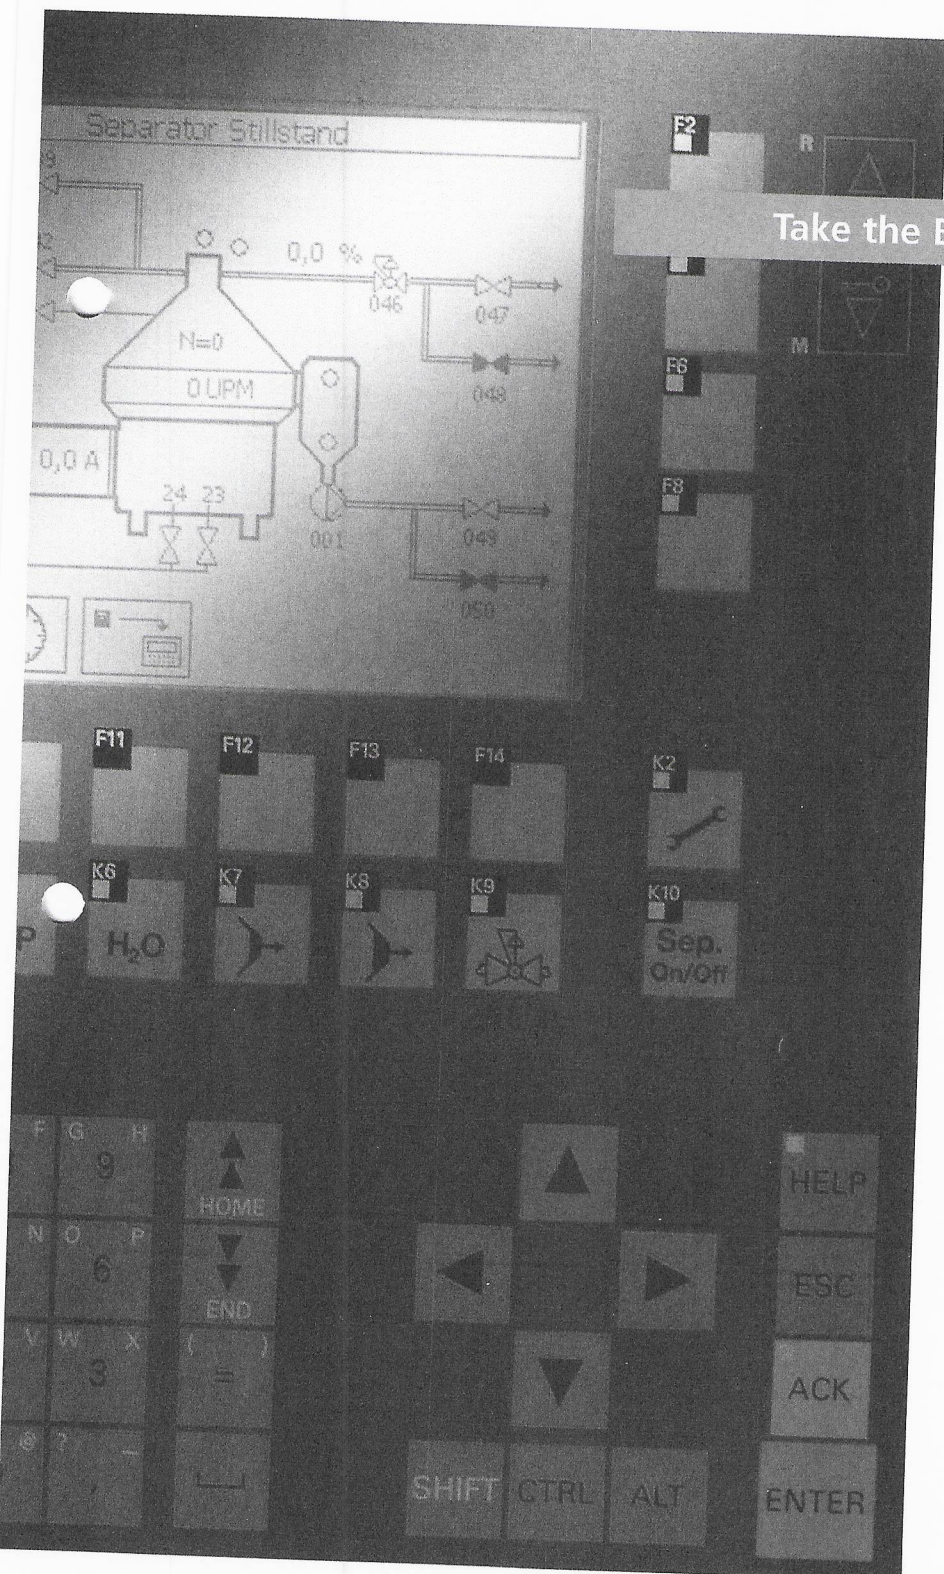 Separator Stillstand
F2
R
Take the
0,0 %
046
047
M
N=0
048
F6
0 UPM
0,0 A
F8
24 23
001
049
050
F11
F12
F13
F14
K2
K6
K7
K8
K9
K10
P
H₂O
Sep.
On/Off
F G H
9
HOME
HELP
N O P
6
END
ESC
V W X
3
( )
=
ACK
@ ? _
,
SHIFT CTRL ALT
ENTER